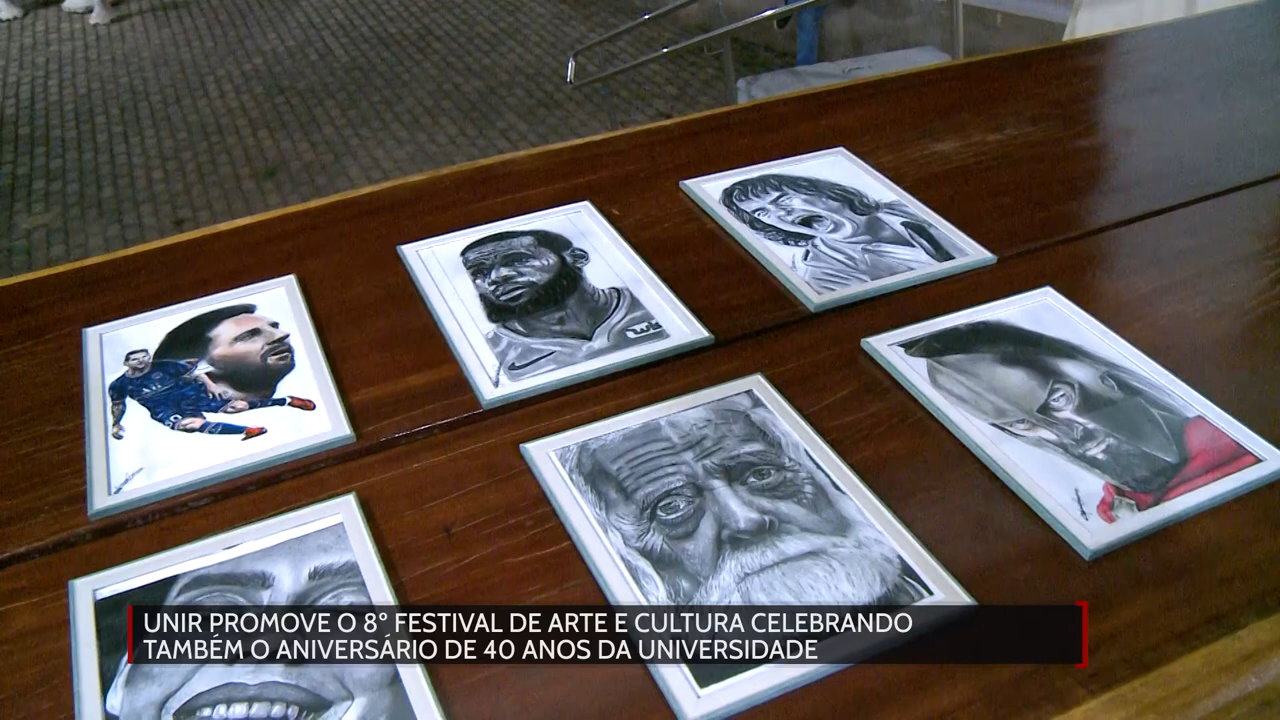 UNIR PROMOVE O 8° FESTIVAL DE ARTE E CULTURA CELEBRANDO
TAMBÉM O ANIVERSÁRIO DE 40 ANOS DA UNIVERSIDADE